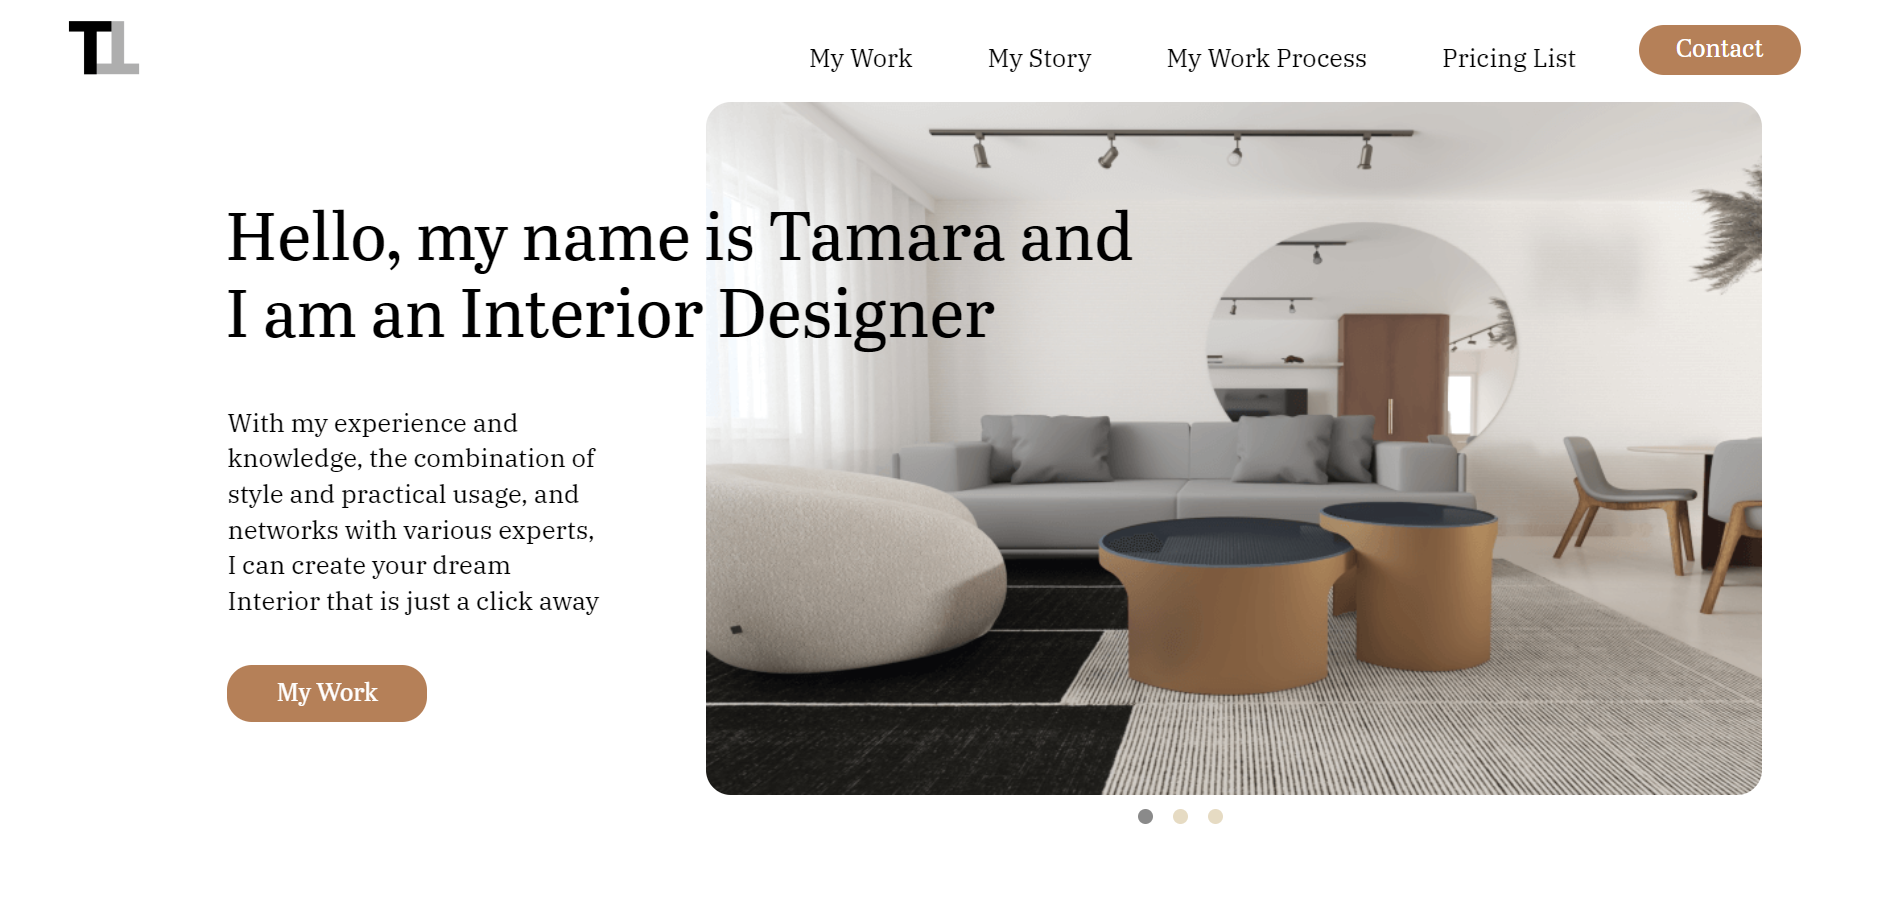 TT
My Work
My Story
My Work Process
Pricing List
Contact
Hello, my name is Tamara and
I am an Interior Designer
With my experience and
knowledge, the combination of
style and practical usage, and
networks with various experts,
I can create your dream
Interior that is just a click away
My Work